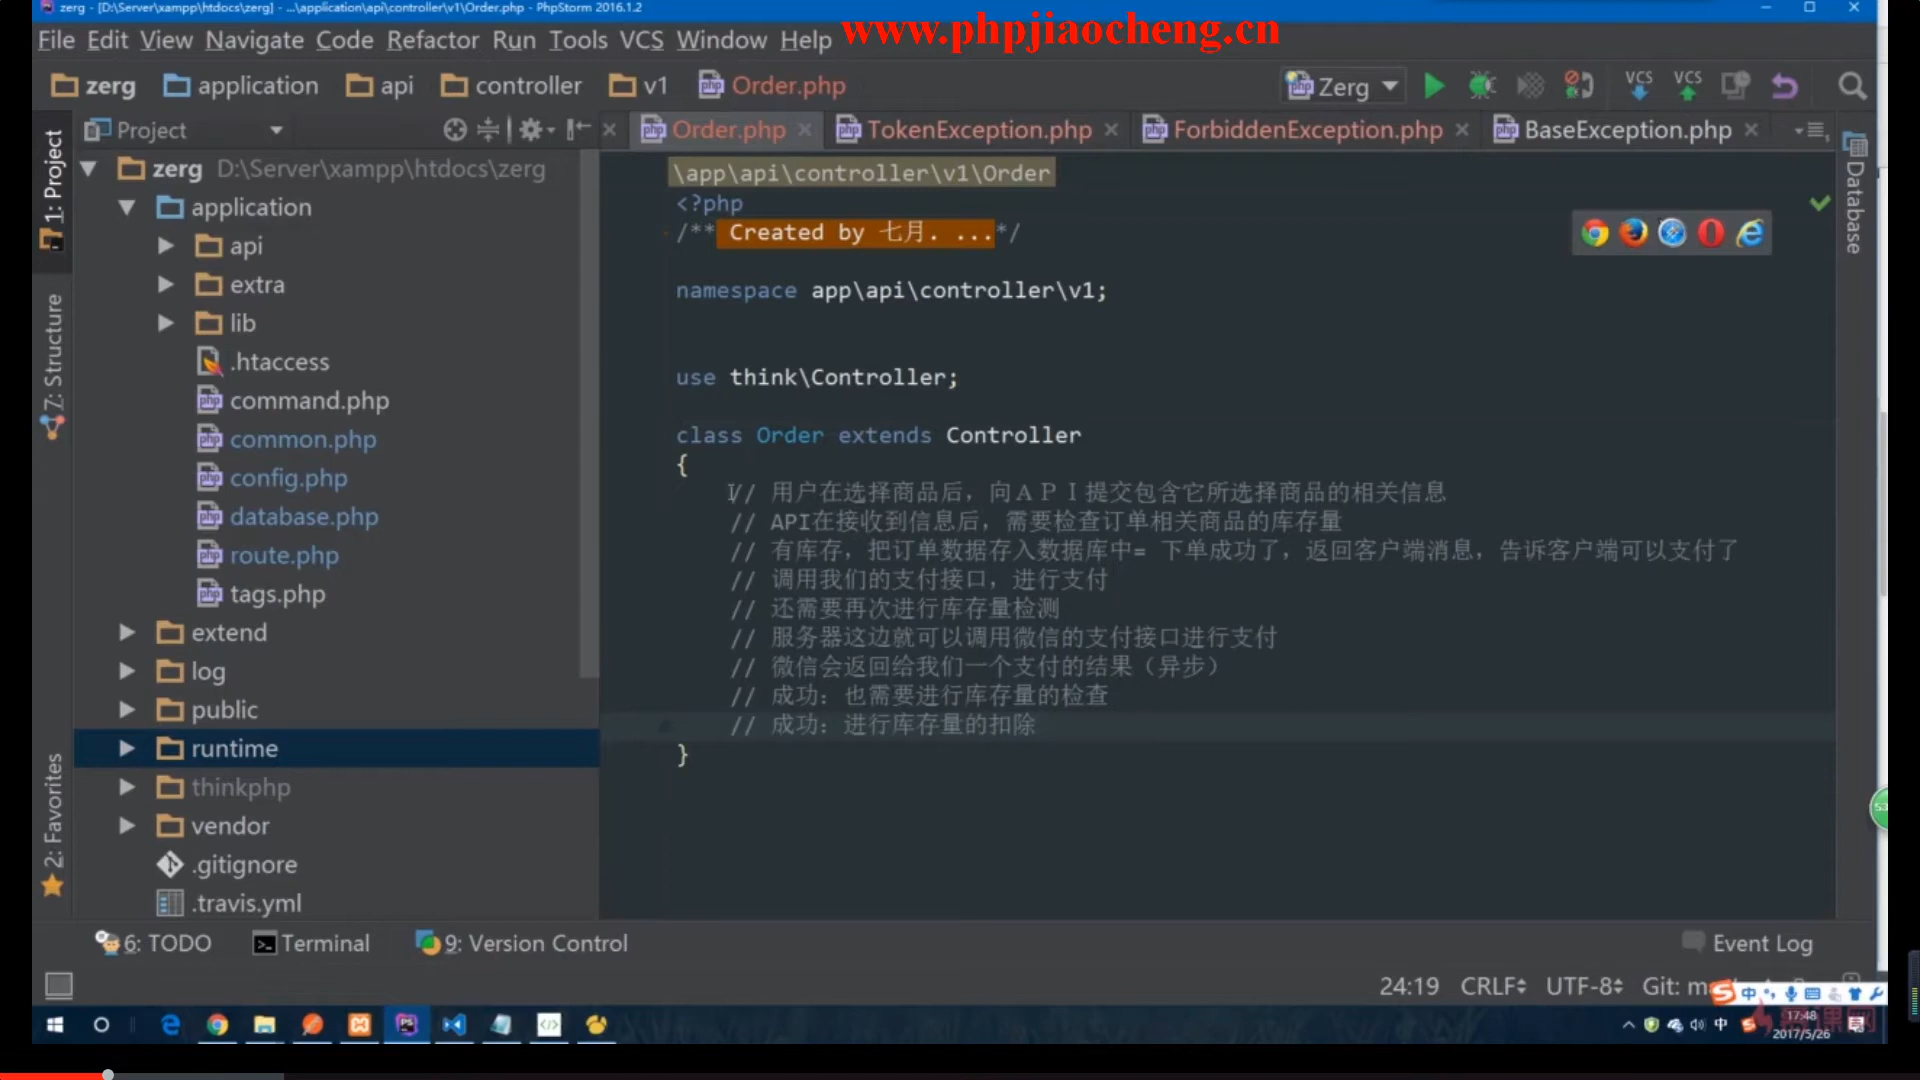 zerg - [D:\Server\xampp\htdocs\zerg] - ...\application\api\controller\v1\Order.php - PhpStorm 2016.1.2
www.phpjiaocheng.cn
File Edit View Navigate Code Refactor Run Tools VCS Window Help
zerg application api controller v1 Order.php Zerg VCS VCS
Project Order.php TokenException.php ForbiddenException.php BaseException.php
1: Project
7: Structure
2: Favorites
Database
zerg D:\Server\xampp\htdocs\zerg
application
api
extra
lib
.htaccess
command.php
common.php
config.php
database.php
route.php
tags.php
extend
log
public
runtime
thinkphp
vendor
.gitignore
.travis.yml
\app\api\controller\v1\Order
<?php
/** Created by 七月. ...*/
namespace app\api\controller\v1;
use think\Controller;
class Order extends Controller
{
// 用户在选择商品后，向ＡＰＩ提交包含它所选择商品的相关信息
// API在接收到信息后，需要检查订单相关商品的库存量
// 有库存，把订单数据存入数据库中= 下单成功了，返回客户端消息，告诉客户端可以支付了
// 调用我们的支付接口，进行支付
// 还需要再次进行库存量检测
// 服务器这边就可以调用微信的支付接口进行支付
// 微信会返回给我们一个支付的结果（异步）
// 成功：也需要进行库存量的检查
// 成功：进行库存量的扣除
}
53
6: TODO Terminal 9: Version Control Event Log
24:19 CRLF UTF-8 Git: m
中
中
17:48
2017/5/26